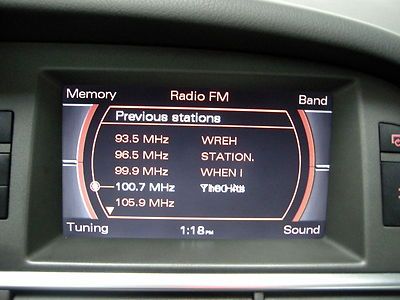 Memory Radio FM Band
Previous stations
93.5 MHz WREH
96.5 MHz STATION.
99.9 MHz WHEN I
100.7 MHz
105.9 MHz
Tuning 1:18PM Sound